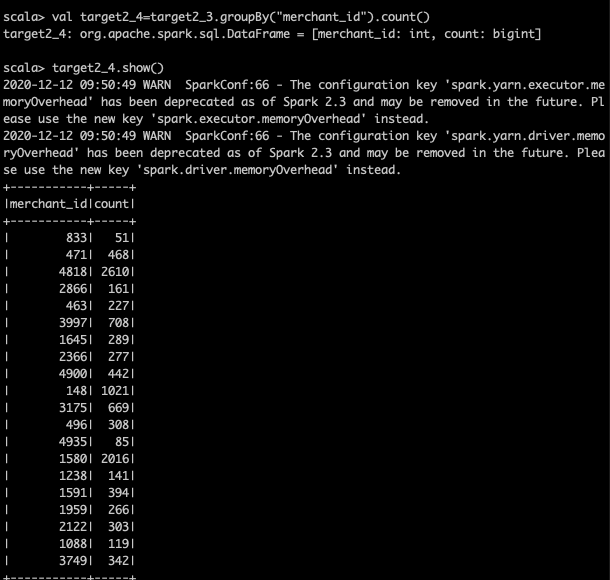 scala> val target2_4=target2_3.groupBy("merchant_id").count()
target2_4: org.apache.spark.sql.DataFrame = [merchant_id: int, count: bigint]

scala> target2_4.show()
2020-12-12 09:50:49 WARN  SparkConf:66 - The configuration key 'spark.yarn.executor.me
moryOverhead' has been deprecated as of Spark 2.3 and may be removed in the future. Pl
ease use the new key 'spark.executor.memoryOverhead' instead.
2020-12-12 09:50:49 WARN  SparkConf:66 - The configuration key 'spark.yarn.driver.memo
ryOverhead' has been deprecated as of Spark 2.3 and may be removed in the future. Plea
se use the new key 'spark.driver.memoryOverhead' instead.
+-----------+-----+
|merchant_id|count|
+-----------+-----+
|        833|   51|
|        471|  468|
|       4818| 2610|
|       2866|  161|
|        463|  227|
|       3997|  708|
|       1645|  289|
|       2366|  277|
|       4900|  442|
|        148| 1021|
|       3175|  669|
|        496|  308|
|       4935|   85|
|       1580| 2016|
|       1238|  141|
|       1591|  394|
|       1959|  266|
|       2122|  303|
|       1088|  119|
|       3749|  342|
+-----------+-----+